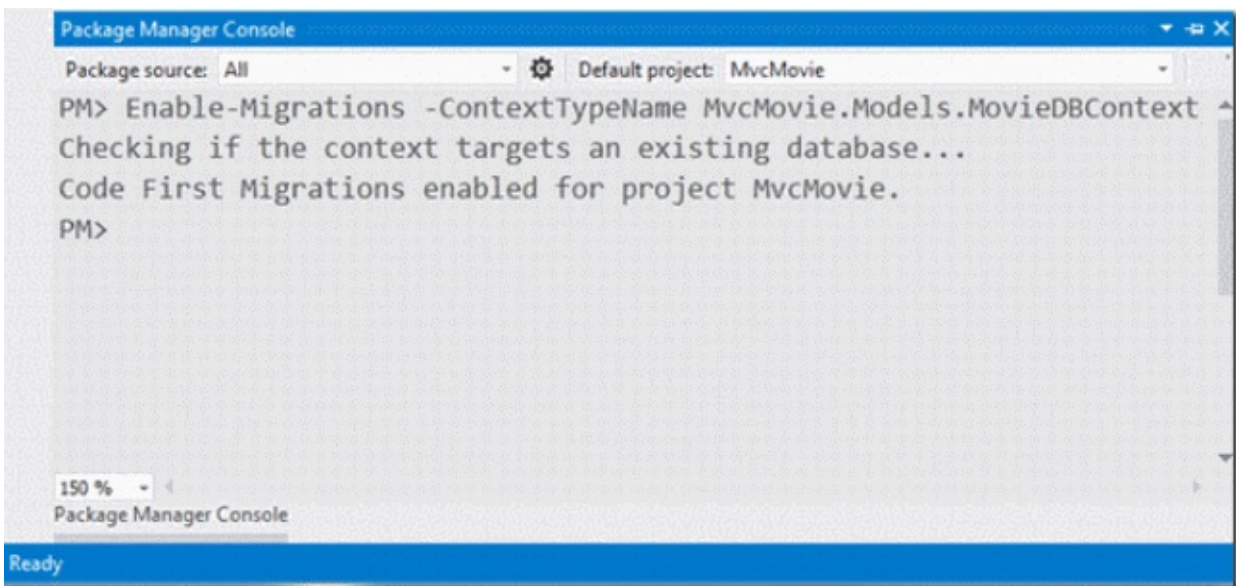 Package Manager Console
Package source: All Default project: MvcMovie
PM> Enable-Migrations -ContextTypeName MvcMovie.Models.MovieDBContext
Checking if the context targets an existing database...
Code First Migrations enabled for project MvcMovie.
PM>
150 %
Package Manager Console
Ready